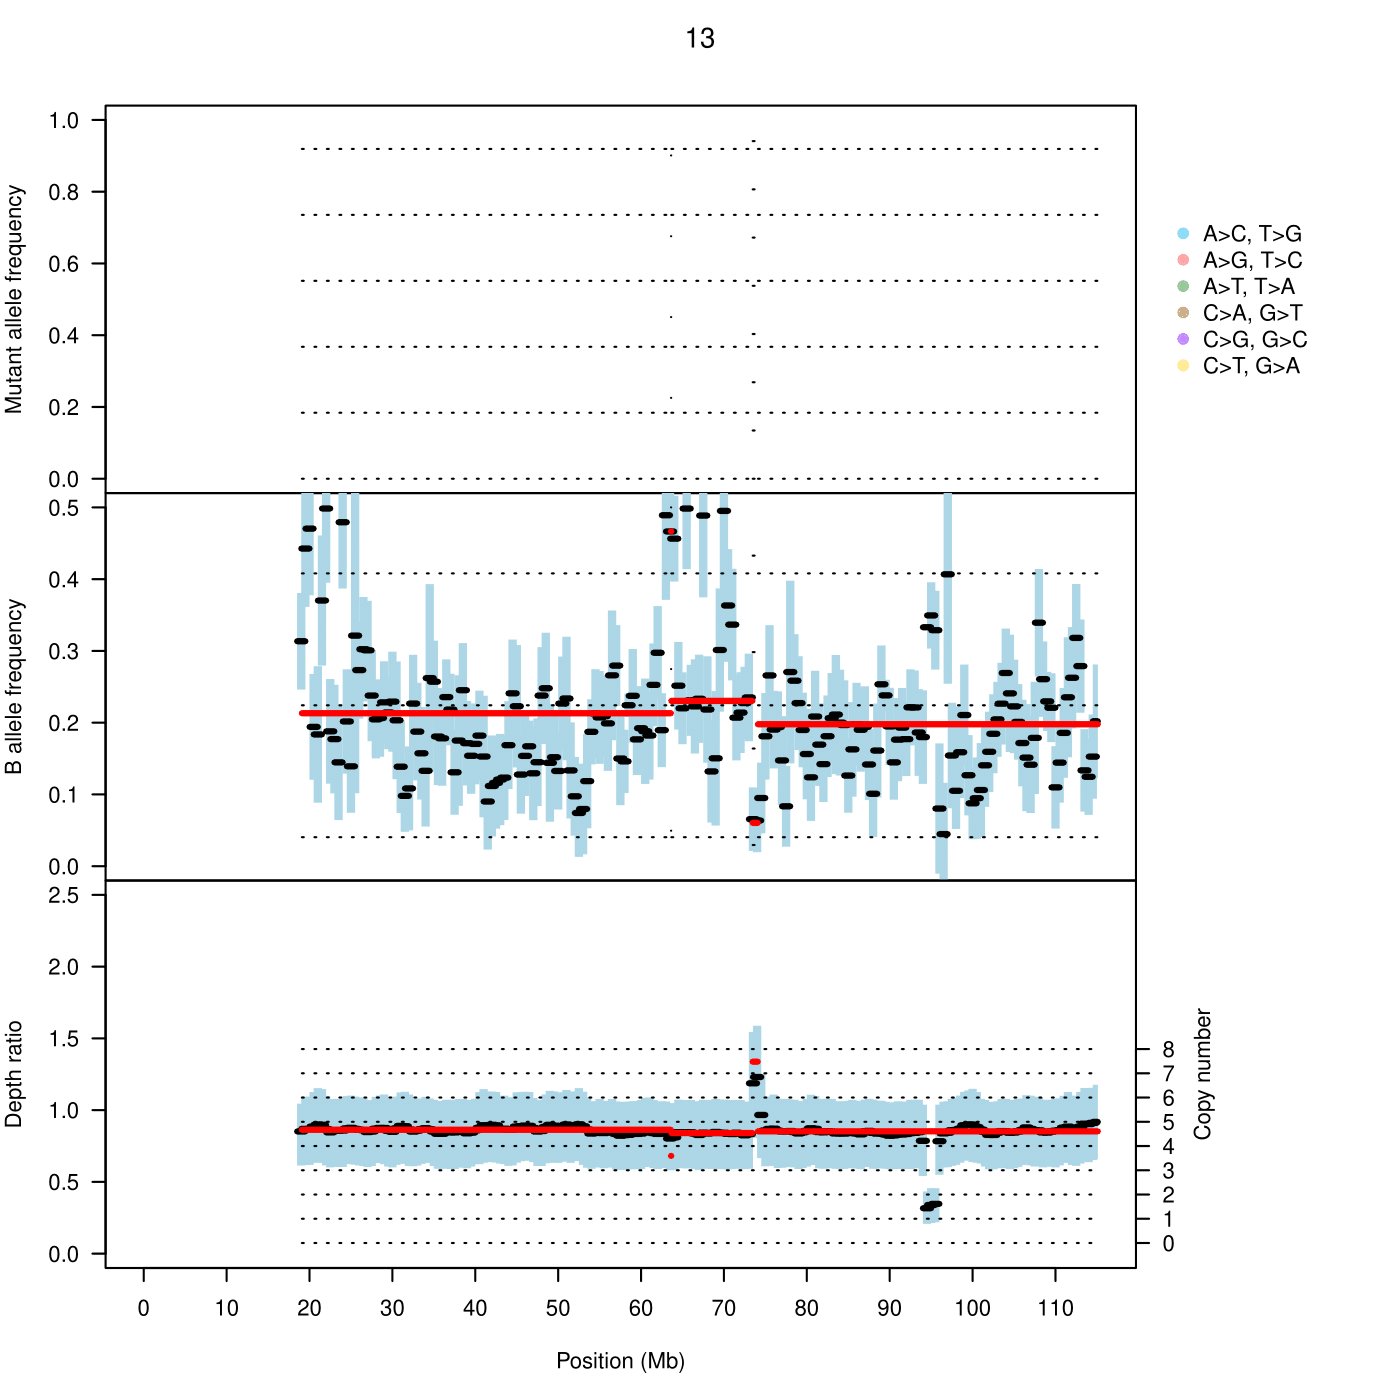 13
Mutant allele frequency
1.0
0.8
0.6
0.4
0.2
0.0
A>C, T>G
A>G, T>C
A>T, T>A
C>A, G>T
C>G, G>C
C>T, G>A
B allele frequency
0.5
0.4
0.3
0.2
0.1
0.0
Depth ratio
2.5
2.0
1.5
1.0
0.5
0.0
8
7
6
5
4
3
2
1
0
Copy number
0 10 20 30 40 50 60 70 80 90 100 110
Position (Mb)